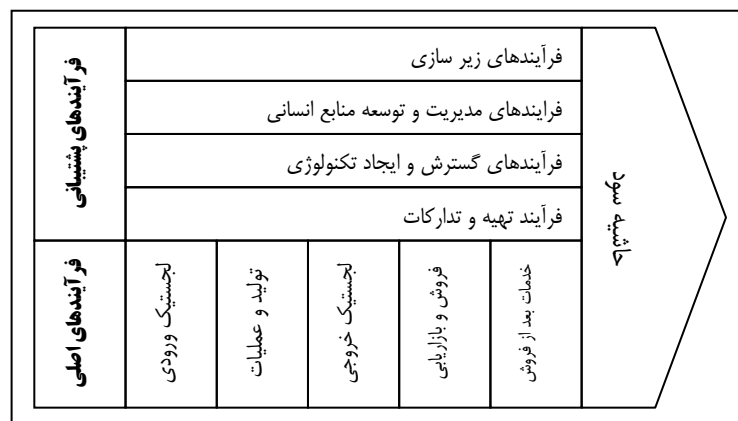 فرآیندهای پشتیبانی
فرآیندهای زیر سازی
فرایندهای مدیریت و توسعه منابع انسانی
فرآیندهای گسترش و ایجاد تکنولوژی
فرآیند تهیه و تدارکات
فرآیندهای اصلی
لجستیک ورودی
تولید و عملیات
لجستیک خروجی
فروش و بازاریابی
خدمات بعد از فروش
حاشیه سود